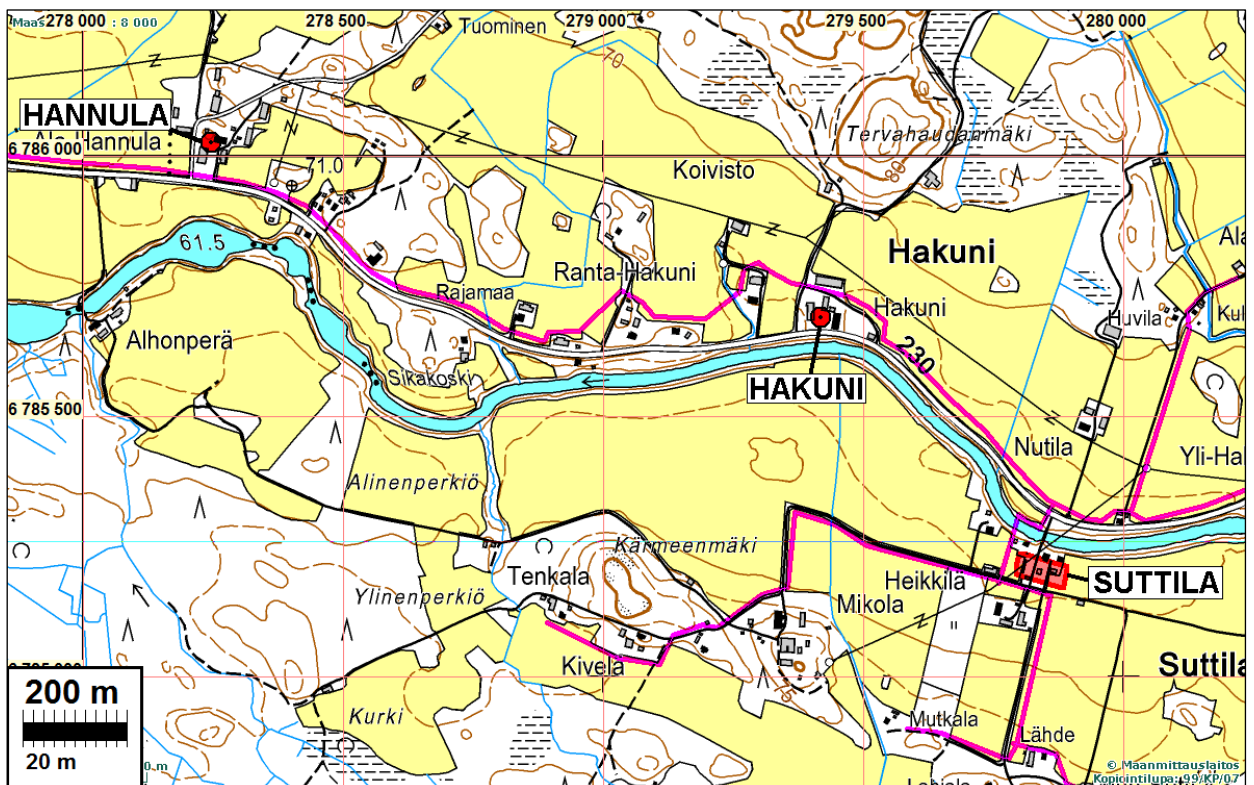 278 000 : 8 000
278 500
279 000
279 500
280 000
Maas
Tuominen
70
HANNULA
Ala-Hannula
Tervahaudanmäki
6 786 000
71.0
Koivisto
80
61.5
Hakuni
Ranta-Hakuni
Rajamaa
Hakuni
Huvila
Alhonperä
230
Sikakoski
HAKUNI
6 785 500
Nutila
Alinenperkiö
Kärmeenmäki
Tenkala
Heikkilä
SUTTILA
Ylinenperkiö
Mikola
Kivelä
Suttila
200 m
Kurki
Mutkala
Lähde
20 m
© Maanmittauslaitos
Kopiointilupa: 99/KP/07